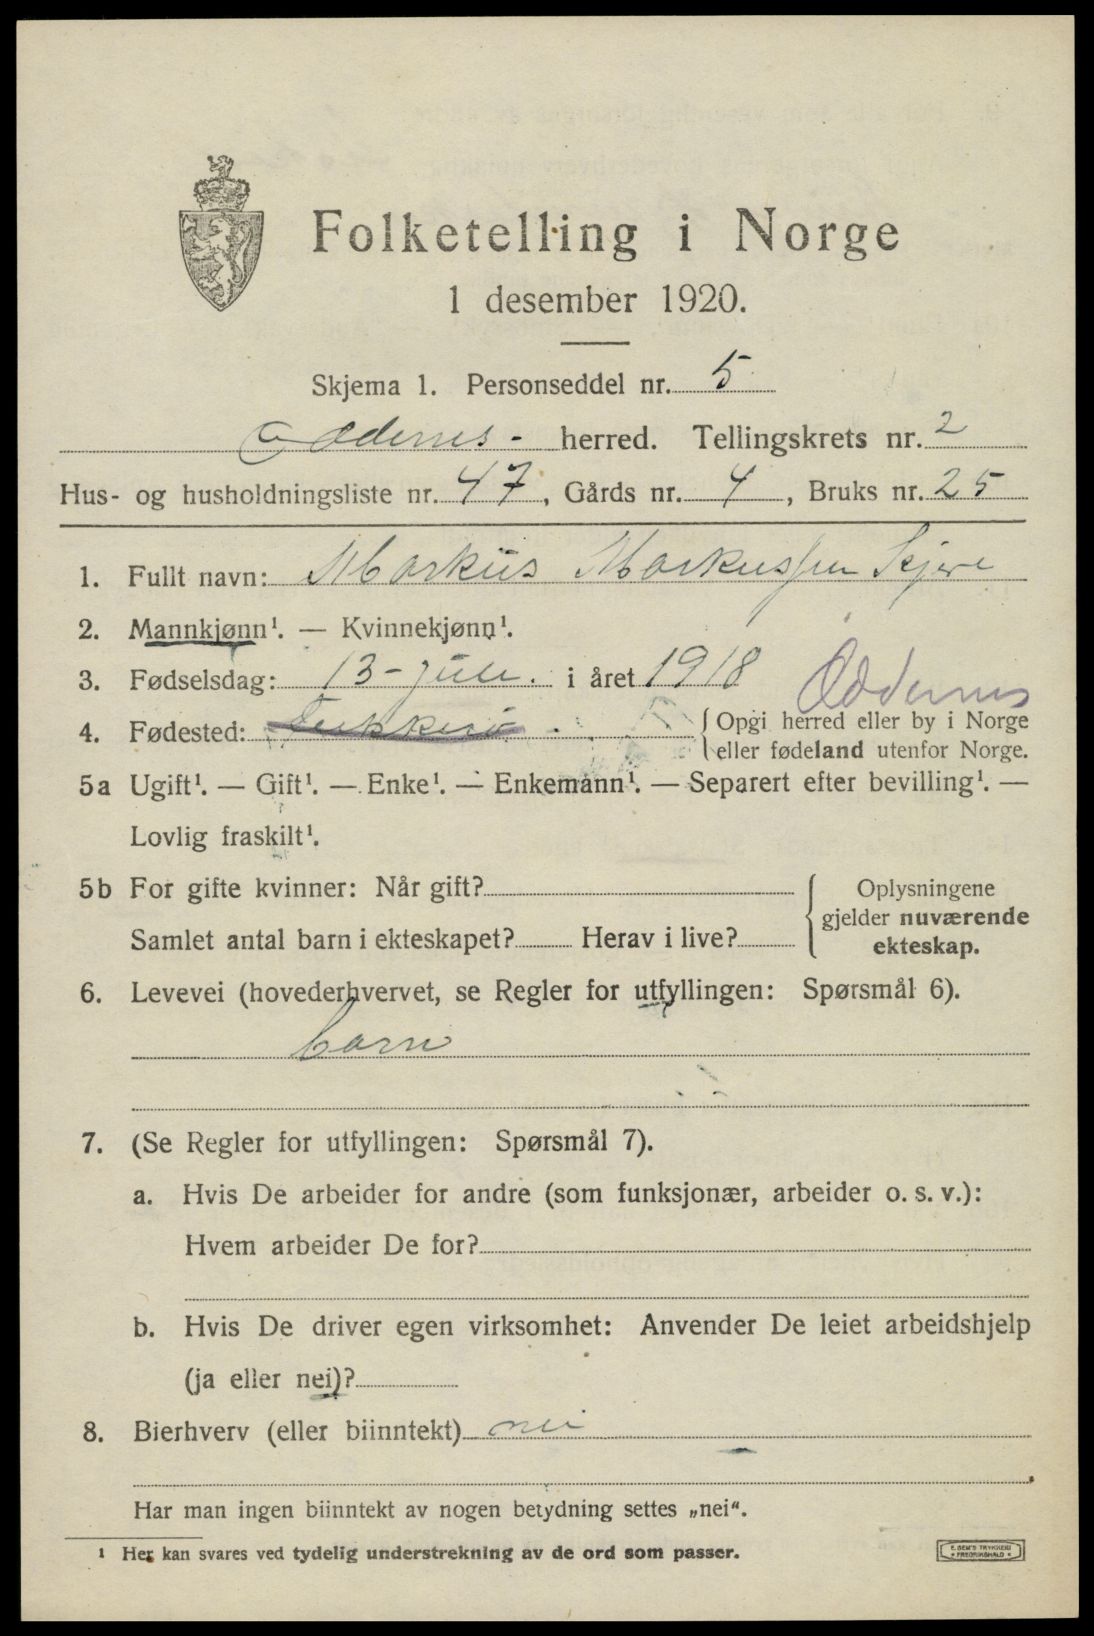 Folketelling i Norge
1 desember 1920.
Skjema 1. Personseddel nr. 5
Oddernes - herred. Tellingskrets nr. 2
Hus- og husholdningsliste nr. 47, Gårds nr. 4, Bruks nr. 25
1. Fullt navn: Markus Markussen Skjere
2. Mannkjønn¹. — Kvinnekjønn¹.
3. Fødselsdag: 13 - juli. i året 1918
Oddernes
4. Fødested: Flekkerø. {Opgi herred eller by i Norge
eller fødeland utenfor Norge.
5a Ugift¹. — Gift¹. — Enke¹. — Enkemann¹. — Separert efter bevilling¹. —
Lovlig fraskilt¹.
5b For gifte kvinner: Når gift? { Oplysningene
gjelder nuværende
Samlet antal barn i ekteskapet? Herav i live? ekteskap.
6. Levevei (hovederhvervet, se Regler for utfyllingen: Spørsmål 6).
barn
7. (Se Regler for utfyllingen: Spørsmål 7).
a. Hvis De arbeider for andre (som funksjonær, arbeider o. s. v.):
Hvem arbeider De for?
b. Hvis De driver egen virksomhet: Anvender De leiet arbeidshjelp
(ja eller nei)?
8. Bierhverv (eller biinntekt) nei
Har man ingen biinntekt av nogen betydning settes „nei“.
¹ Her kan svares ved tydelig understrekning av de ord som passer.
E. SEM'S TRYKKERI
• FREDRIKSHALD •